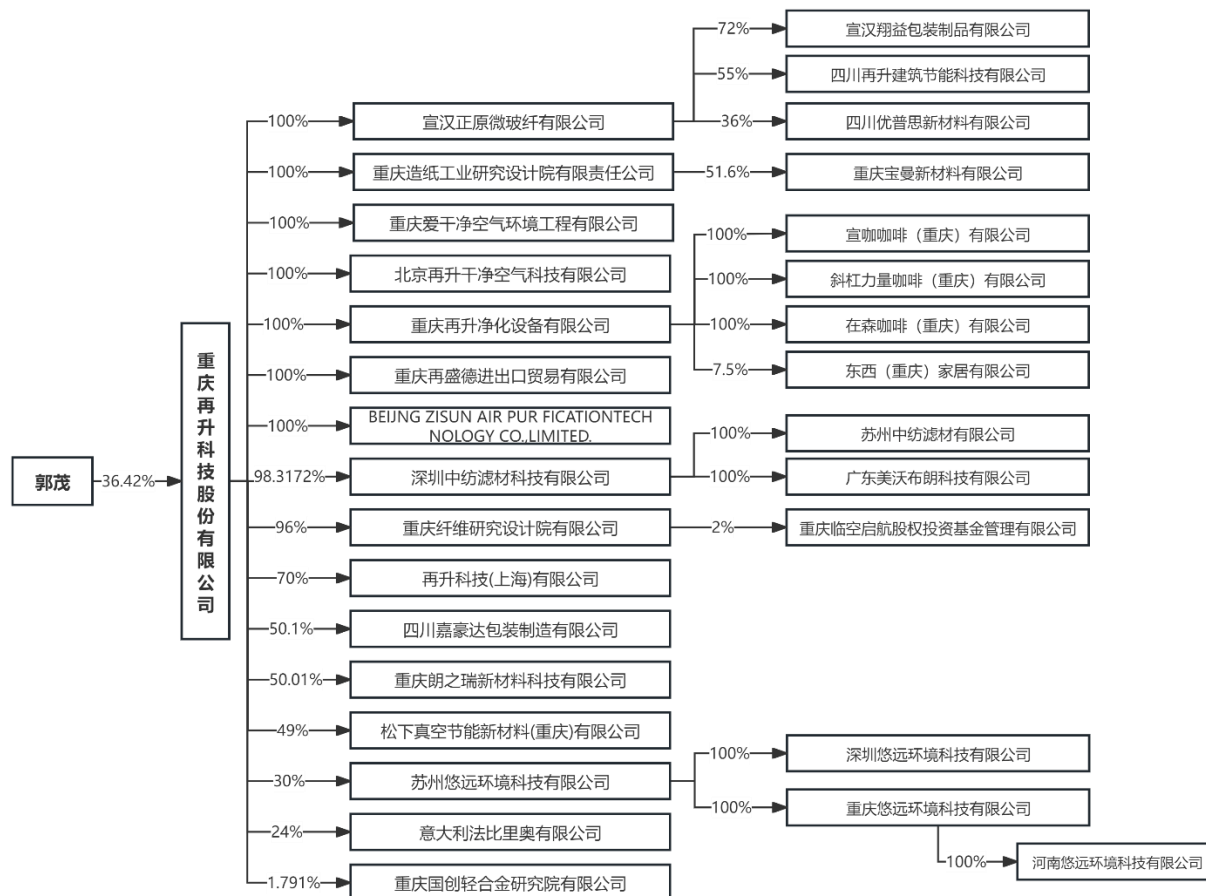 郭茂
36.42%
重庆再升科技股份有限公司
100%
宣汉正原微玻纤有限公司
72%
宣汉翔益包装制品有限公司
55%
四川再升建筑节能科技有限公司
36%
四川优普思新材料有限公司
100%
重庆造纸工业研究设计院有限责任公司
51.6%
重庆宝曼新材料有限公司
100%
重庆爱干净空气环境工程有限公司
100%
北京再升干净空气科技有限公司
100%
重庆再升净化设备有限公司
100%
宣咖咖啡（重庆）有限公司
100%
斜杠力量咖啡（重庆）有限公司
100%
在森咖啡（重庆）有限公司
7.5%
东西（重庆）家居有限公司
100%
重庆再盛德进出口贸易有限公司
100%
BEIJNG ZISUN AIR PUR FICATIONTECH
NOLOGY CO.,LIMITED.
98.3172%
深圳中纺滤材科技有限公司
100%
苏州中纺滤材有限公司
100%
广东美沃布朗科技有限公司
96%
重庆纤维研究设计院有限公司
2%
重庆临空启航股权投资基金管理有限公司
70%
再升科技(上海)有限公司
50.1%
四川嘉豪达包装制造有限公司
50.01%
重庆朗之瑞新材料科技有限公司
49%
松下真空节能新材料(重庆)有限公司
30%
苏州悠远环境科技有限公司
100%
深圳悠远环境科技有限公司
100%
重庆悠远环境科技有限公司
100%
河南悠远环境科技有限公司
24%
意大利法比里奥有限公司
1.791%
重庆国创轻合金研究院有限公司